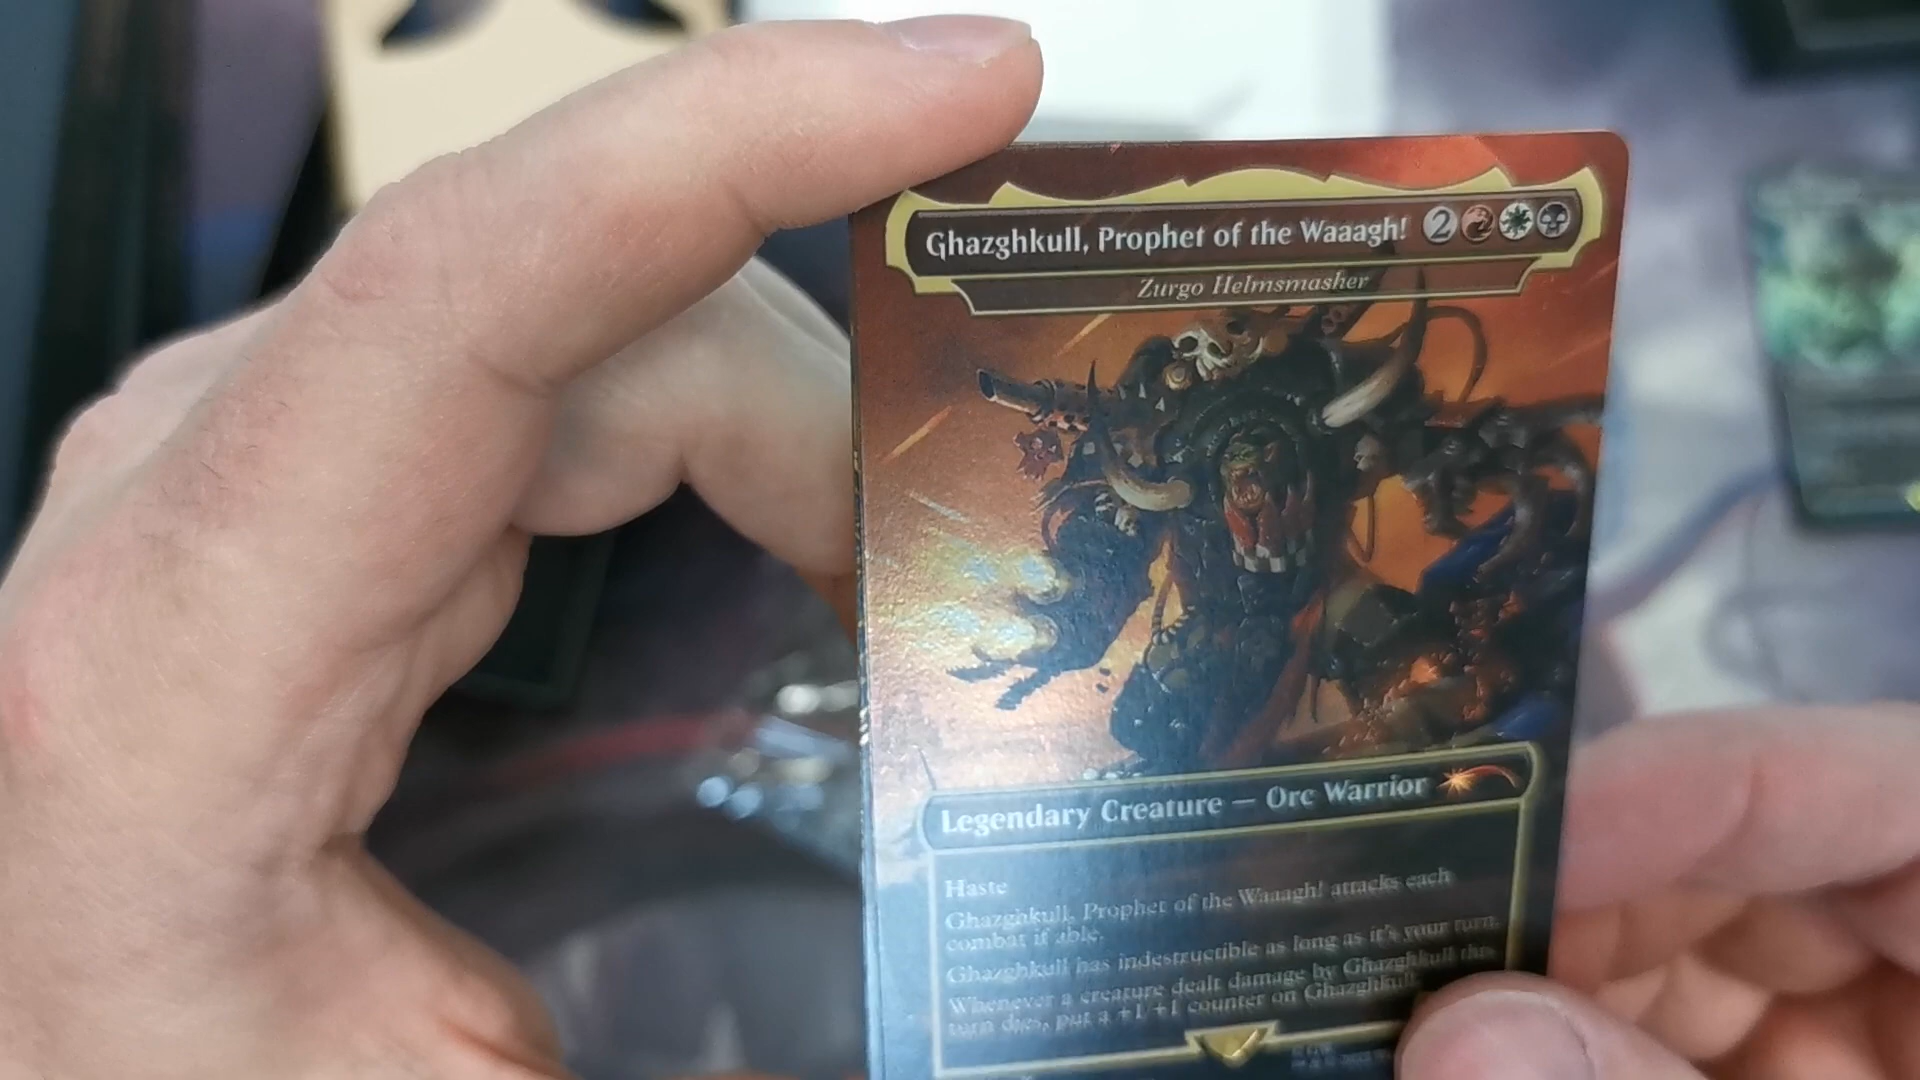 Ghazghkull, Prophet of the Waaagh! 2
Zurgo Helmsmasher
Legendary Creature — Orc Warrior
Haste
Ghazghkull, Prophet of the Waaagh! attacks each
combat if able.
Ghazghkull has indestructible as long as it's your turn.
Whenever a creature dealt damage by Ghazghkull this
turn dies, put a +1/+1 counter on Ghazghkull.